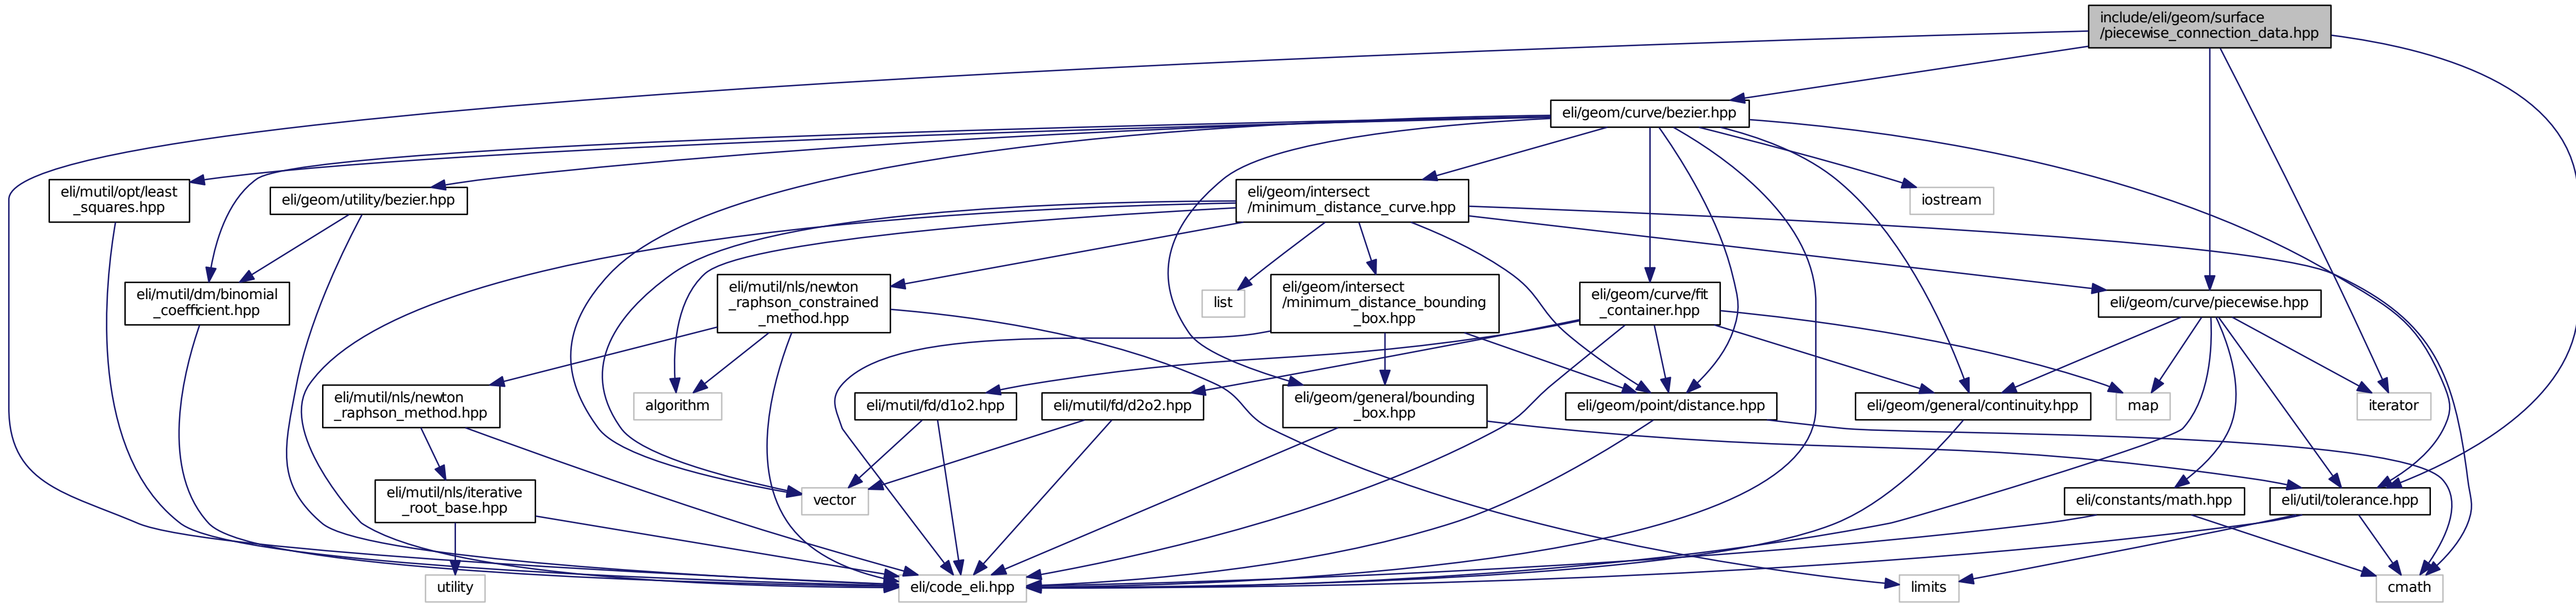 include/eli/geom/surface
/piecewise_connection_data.hpp
eli/geom/curve/bezier.hpp
eli/mutil/opt/least
_squares.hpp
eli/geom/utility/bezier.hpp
eli/geom/intersect
/minimum_distance_curve.hpp
iostream
eli/mutil/dm/binomial
_coefficient.hpp
eli/mutil/nls/newton
_raphson_constrained
_method.hpp
list
eli/geom/intersect
/minimum_distance_bounding
_box.hpp
eli/geom/curve/fit
_container.hpp
eli/geom/curve/piecewise.hpp
eli/mutil/nls/newton
_raphson_method.hpp
algorithm
eli/mutil/fd/d1o2.hpp
eli/mutil/fd/d2o2.hpp
eli/geom/general/bounding
_box.hpp
eli/geom/point/distance.hpp
eli/geom/general/continuity.hpp
map
iterator
eli/mutil/nls/iterative
_root_base.hpp
vector
eli/constants/math.hpp
eli/util/tolerance.hpp
utility
eli/code_eli.hpp
limits
cmath